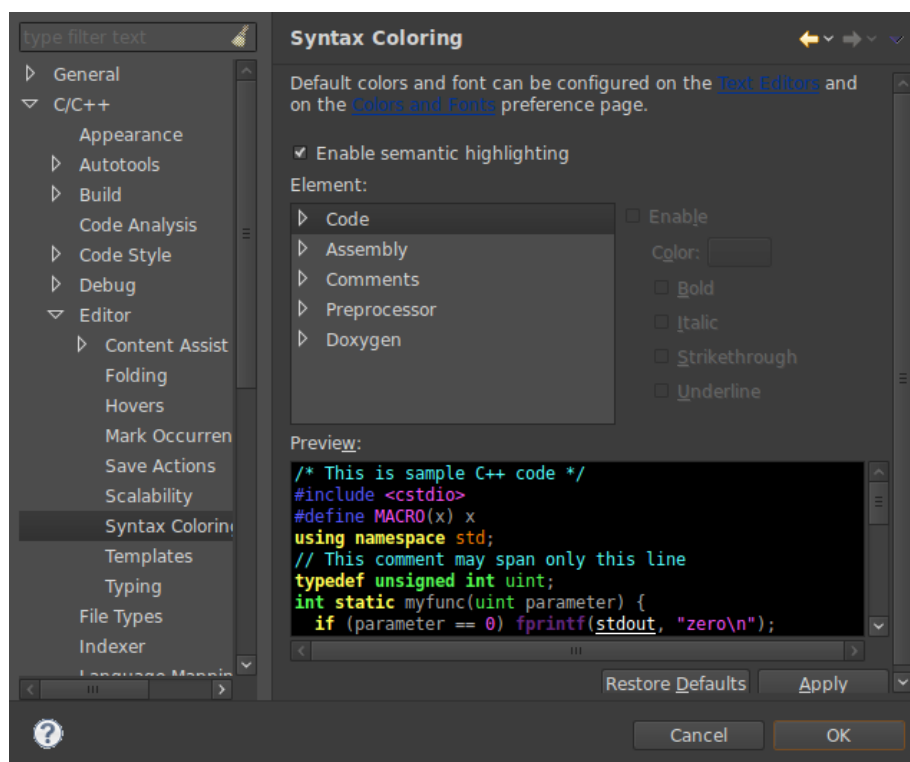 type filter text
General
C/C++
Appearance
Autotools
Build
Code Analysis
Code Style
Debug
Editor
Content Assist
Folding
Hovers
Mark Occurren
Save Actions
Scalability
Syntax Coloring
Templates
Typing
File Types
Indexer
Language Mappin
Syntax Coloring
Default colors and font can be configured on the Text Editors and
on the Colors and Fonts preference page.
Enable semantic highlighting
Element:
Code
Assembly
Comments
Preprocessor
Doxygen
Enable
Color:
Bold
Italic
Strikethrough
Underline
Preview:
/* This is sample C++ code */
#include <cstdio>
#define MACRO(x) x
using namespace std;
// This comment may span only this line
typedef unsigned int uint;
int static myfunc(uint parameter) {
if (parameter == 0) fprintf(stdout, "zero\n");
Restore Defaults
Apply
Cancel
OK